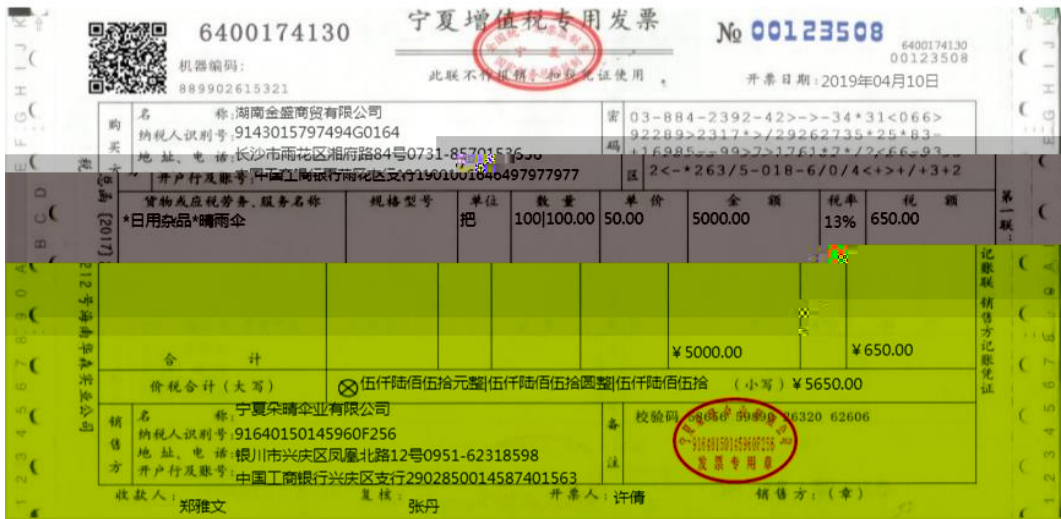 宁夏增值税专用发票
6400174130
№ 00123508
6400174130
00123508
机器编码:
889902615321
此联不作报销、
证使用
开票日期:2019年04月10日
购买方
名 称:湖南金盛商贸有限公司
纳税人识别号:9143015797494G0164
地址、电话:长沙市雨花区湘府路84号0731-
开户行及账号:中国工商银行雨花区支行1901001646497977977
密码区
03-884-2392-42>->-34*31<066>
92289>2317*>/29262735*25*83-
2<-*263/5-018-6/0/4<+>+/+3+2
货物或应税劳务、服务名称 规格型号 单位 数量 单价 金额 税率 税额
*日用杂品*晴雨伞 把 100|100.00 50.00 5000.00 13% 650.00
合 计 ¥5000.00 ¥650.00
价税合计(大写) ⊗伍仟陆佰伍拾元整|伍仟陆佰伍拾圆整|伍仟陆佰伍拾 (小写)¥5650.00
销售方
名 称:宁夏朵晴伞业有限公司
纳税人识别号:91640150145960F256
地址、电话:银川市兴庆区凤凰北路12号0951-62318598
开户行及账号:中国工商银行兴庆区支行2902850014587401563
备注
校验码 62606
91640150145960F256
发票专用章
收款人:郑雅文 复核:张丹 开票人:许倩 销售方:(章)
第一联:记账联 销售方记账凭证
[2017]
212号海南华森实业公司